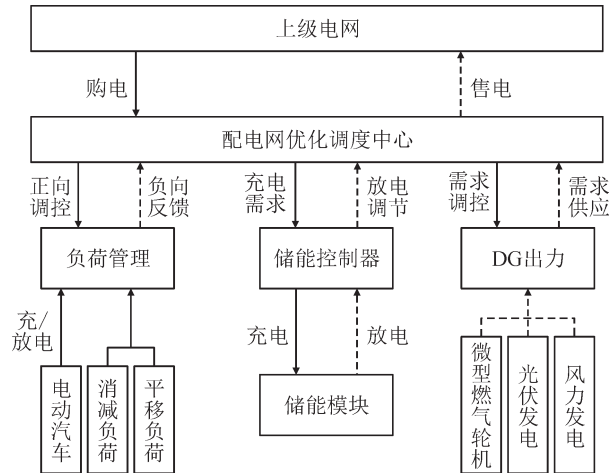 上级电网
购电
售电
配电网优化调度中心
正向
调控
负向
反馈
充电
需求
放电
调节
需求
调控
需求
供应
负荷管理
储能控制器
DG出力
充/
放电
充电
放电
电动汽车
消减负荷
平移负荷
储能模块
微型燃气轮机
光伏发电
风力发电